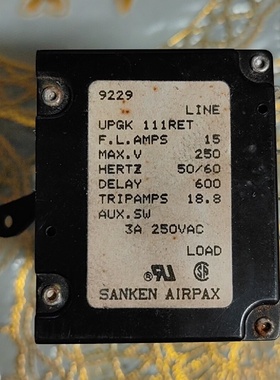 9229
LINE
UPGK 111RET
F.L.AMPS 15
MAX.V 250
HERTZ 50/60
DELAY 600
TRIPAMPS 18.8
AUX.SW
3A 250VAC
LOAD
SANKEN AIRPAX